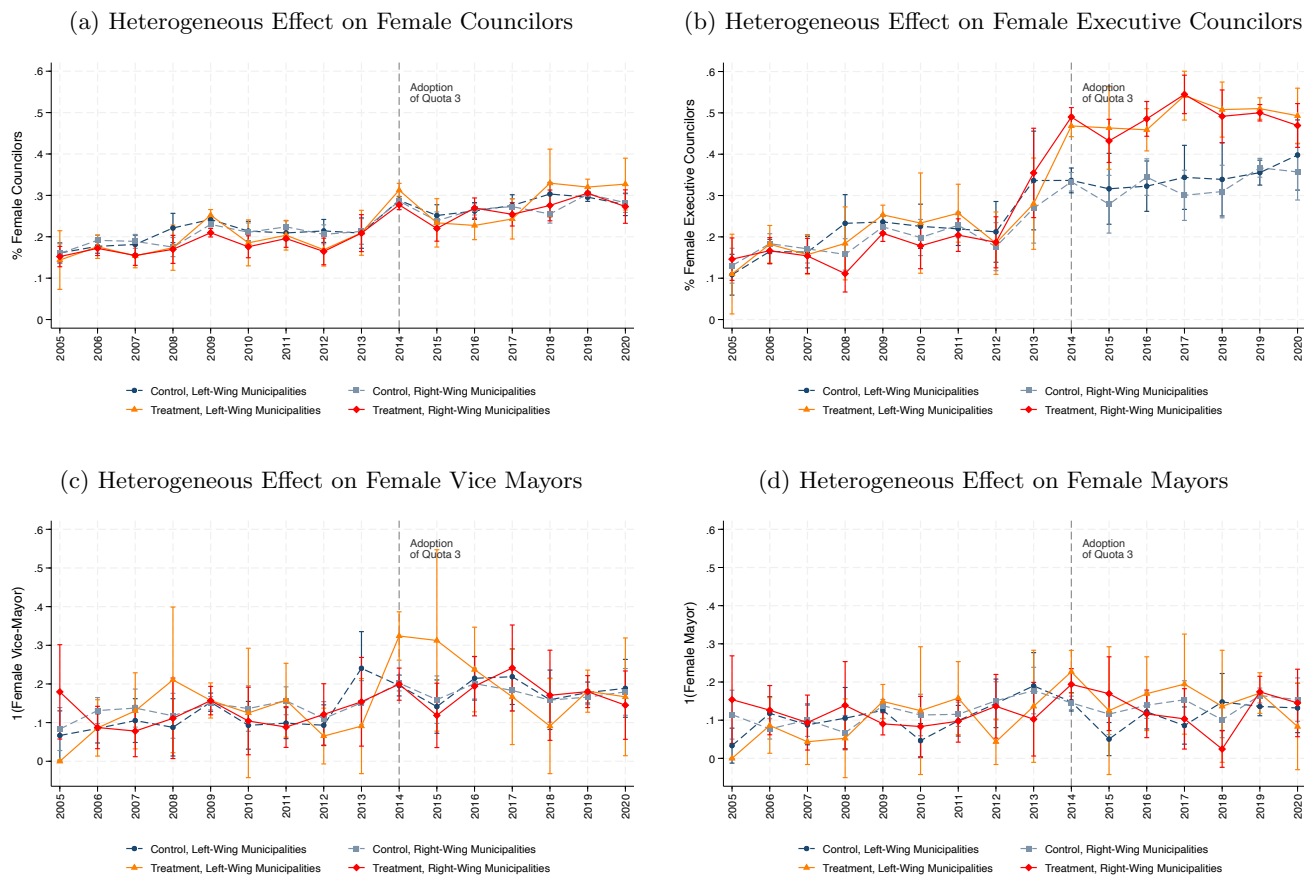 (a) Heterogeneous Effect on Female Councilors
% Female Councilors
.6
.5
.4
.3
.2
.1
0
Adoption
of Quota 3
2005
2006
2007
2008
2009
2010
2011
2012
2013
2014
2015
2016
2017
2018
2019
2020
Control, Left-Wing Municipalities
Control, Right-Wing Municipalities
Treatment, Left-Wing Municipalities
Treatment, Right-Wing Municipalities
(b) Heterogeneous Effect on Female Executive Councilors
% Female Executive Councilors
.6
.5
.4
.3
.2
.1
0
Adoption
of Quota 3
2005
2006
2007
2008
2009
2010
2011
2012
2013
2014
2015
2016
2017
2018
2019
2020
Control, Left-Wing Municipalities
Control, Right-Wing Municipalities
Treatment, Left-Wing Municipalities
Treatment, Right-Wing Municipalities
(c) Heterogeneous Effect on Female Vice Mayors
1(Female Vice-Mayor)
.6
.5
.4
.3
.2
.1
0
Adoption
of Quota 3
2005
2006
2007
2008
2009
2010
2011
2012
2013
2014
2015
2016
2017
2018
2019
2020
Control, Left-Wing Municipalities
Control, Right-Wing Municipalities
Treatment, Left-Wing Municipalities
Treatment, Right-Wing Municipalities
(d) Heterogeneous Effect on Female Mayors
1(Female Mayor)
.6
.5
.4
.3
.2
.1
0
Adoption
of Quota 3
2005
2006
2007
2008
2009
2010
2011
2012
2013
2014
2015
2016
2017
2018
2019
2020
Control, Left-Wing Municipalities
Control, Right-Wing Municipalities
Treatment, Left-Wing Municipalities
Treatment, Right-Wing Municipalities